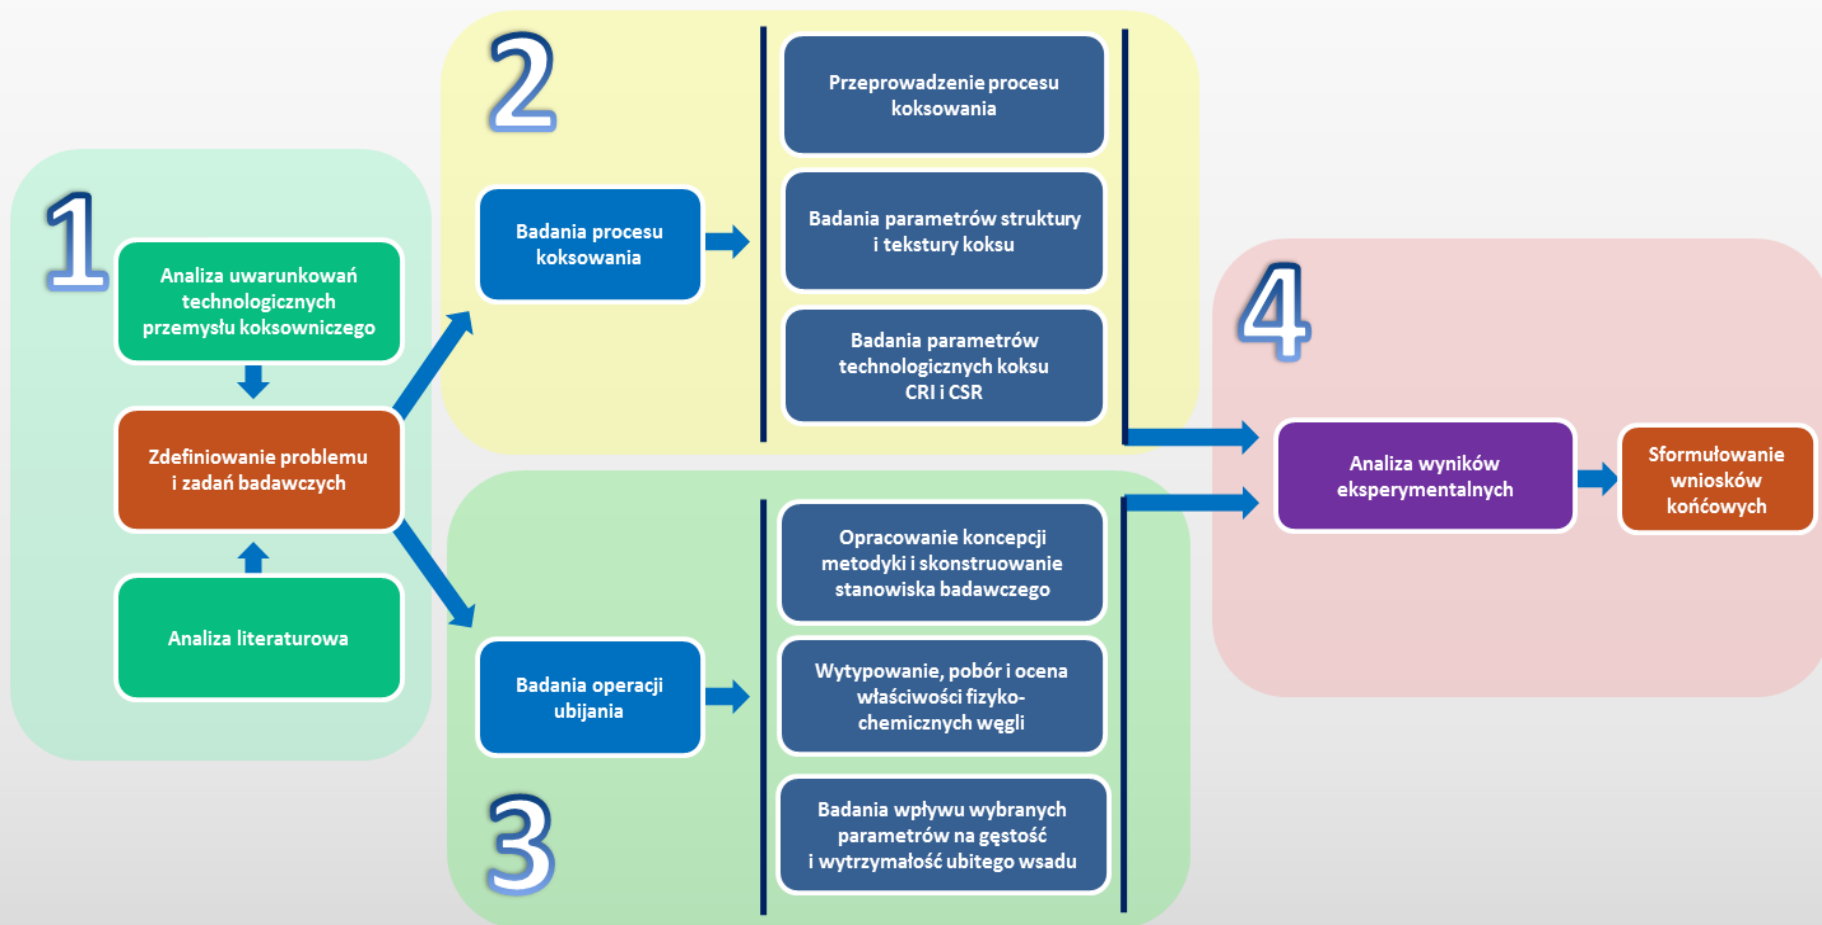 1
Analiza uwarunkowań
technologicznych
przemysłu koksowniczego
Zdefiniowanie problemu
i zadań badawczych
Analiza literaturowa
2
Badania procesu
koksowania
Przeprowadzenie procesu
koksowania
Badania parametrów struktury
i tekstury koksu
Badania parametrów
technologicznych koksu
CRI i CSR
3
Badania operacji
ubijania
Opracowanie koncepcji
metodyki i skonstruowanie
stanowiska badawczego
Wytypowanie, pobór i ocena
właściwości fizyko-
chemicznych węgli
Badania wpływu wybranych
parametrów na gęstość
i wytrzymałość ubitego wsadu
4
Analiza wyników
eksperymentalnych
Sformułowanie
wniosków
końćowych